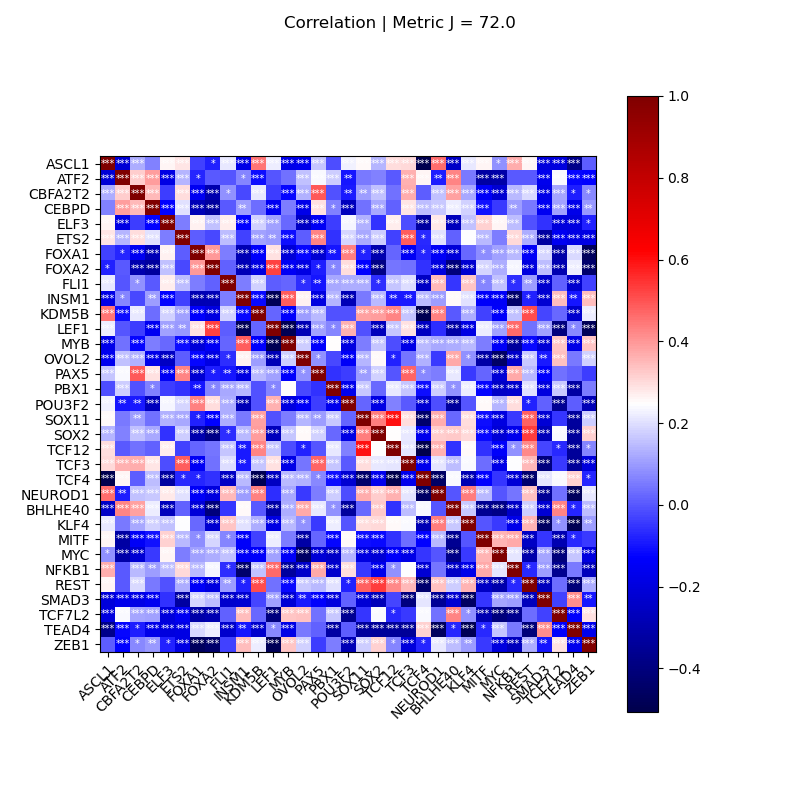 Correlation | Metric J = 72.0
ASCL1
ATF2
CBFA2T2
CEBPD
ELF3
ETS2
FOXA1
FOXA2
FLI1
INSM1
KDM5B
LEF1
MYB
OVOL2
PAX5
PBX1
POU3F2
SOX11
SOX2
TCF12
TCF3
TCF4
NEUROD1
BHLHE40
KLF4
MITF
MYC
NFKB1
REST
SMAD3
TCF7L2
TEAD4
ZEB1
ASCL1
ATF2
CBFA2T2
CEBPD
ELF3
ETS2
FOXA1
FOXA2
FLI1
INSM1
KDM5B
LEF1
MYB
OVOL2
PAX5
PBX1
POU3F2
SOX11
SOX2
TCF12
TCF3
TCF4
NEUROD1
BHLHE40
KLF4
MITF
MYC
NFKB1
REST
SMAD3
TCF7L2
TEAD4
ZEB1
1.0
0.8
0.6
0.4
0.2
0.0
−0.2
−0.4